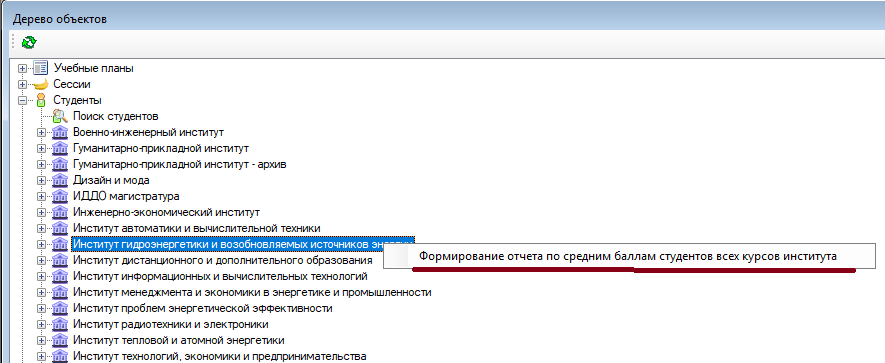 Дерево объектов
Учебные планы
Сессии
Студенты
Поиск студентов
Военно-инженерный институт
Гуманитарно-прикладной институт
Гуманитарно-прикладной институт - архив
Дизайн и мода
ИДДО магистратура
Инженерно-экономический институт
Институт автоматики и вычислительной техники
Институт гидроэнергетики и возобновляемых источников энергии
Формирование отчета по средним баллам студентов всех курсов института
Институт дистанционного и дополнительного образования
Институт информационных и вычислительных технологий
Институт менеджмента и экономики в энергетике и промышленности
Институт проблем энергетической эффективности
Институт радиотехники и электроники
Институт тепловой и атомной энергетики
Институт технологий, экономики и предпринимательства